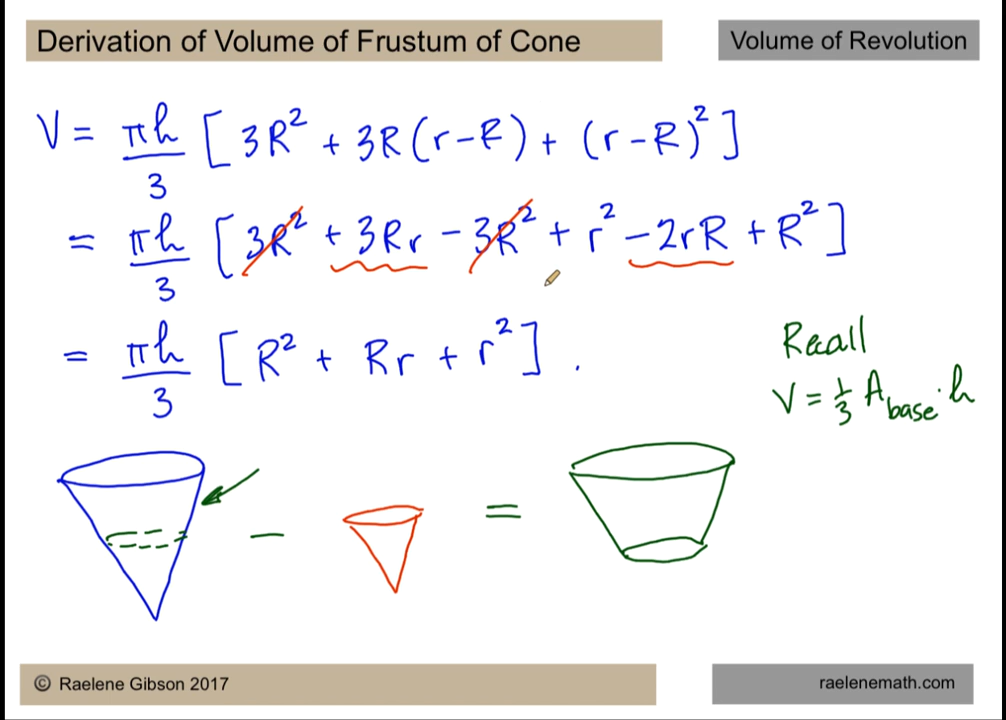 Derivation of Volume of Frustum of Cone
Volume of Revolution
V = πh/3 [ 3R² + 3R(r-R) + (r-R)² ]
= πh/3 [ 3R² + 3Rr - 3R² + r² - 2rR + R² ]
= πh/3 [ R² + Rr + r² ] .
Recall
V = 1/3 A base · h
- =
© Raelene Gibson 2017
raelenemath.com